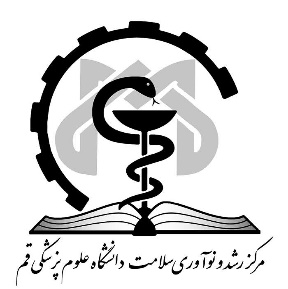 مرکز رشد و نوآوری سلامت دانشگاه علوم پزشکی قم